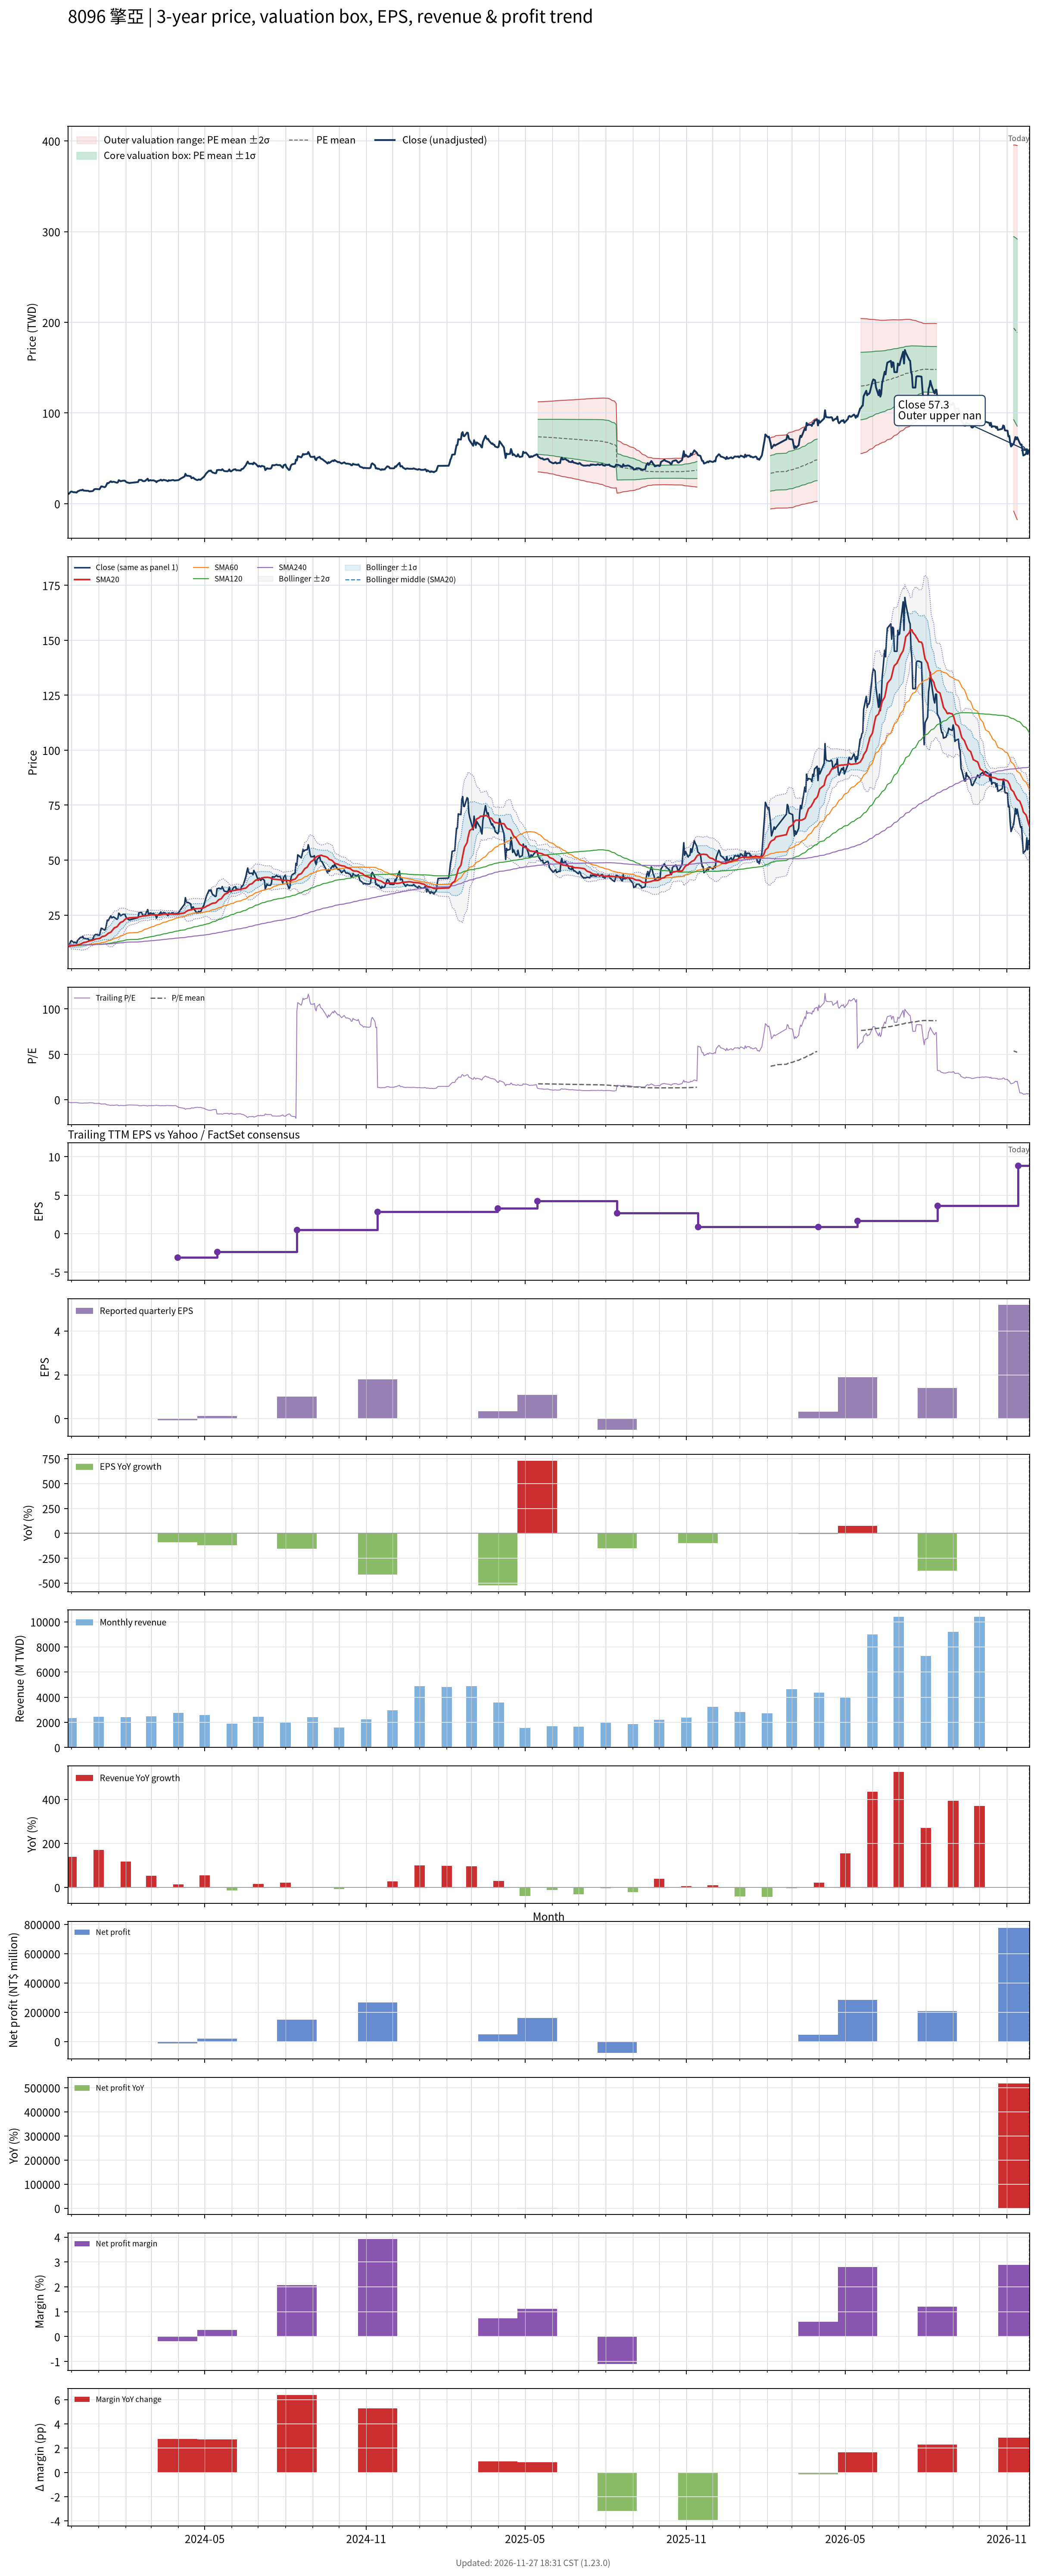 8096 擎亞 | 3-year price, valuation box, EPS, revenue & profit trend
Outer valuation range: PE mean ±2σ
PE mean
Close (unadjusted)
Core valuation box: PE mean ±1σ
Today
Price (TWD)
400
300
200
100
0
Close 57.3
Outer upper nan
Close (same as panel 1)
SMA60
SMA240
Bollinger ±1σ
SMA20
SMA120
Bollinger ±2σ
Bollinger middle (SMA20)
Price
175
150
125
100
75
50
25
Trailing P/E
P/E mean
P/E
100
50
0
Trailing TTM EPS vs Yahoo / FactSet consensus
Today
EPS
10
5
0
-5
Reported quarterly EPS
EPS
4
2
0
EPS YoY growth
YoY (%)
750
500
250
0
-250
-500
Monthly revenue
Revenue (M TWD)
10000
8000
6000
4000
2000
0
Revenue YoY growth
YoY (%)
400
200
0
Month
Net profit
Net profit (NT$ million)
800000
600000
400000
200000
0
Net profit YoY
YoY (%)
500000
400000
300000
200000
100000
0
Net profit margin
Margin (%)
4
3
2
1
0
-1
Margin YoY change
Δ margin (pp)
6
4
2
0
-2
-4
2024-05
2024-11
2025-05
2025-11
2026-05
2026-11
Updated: 2026-11-27 18:31 CST (1.23.0)